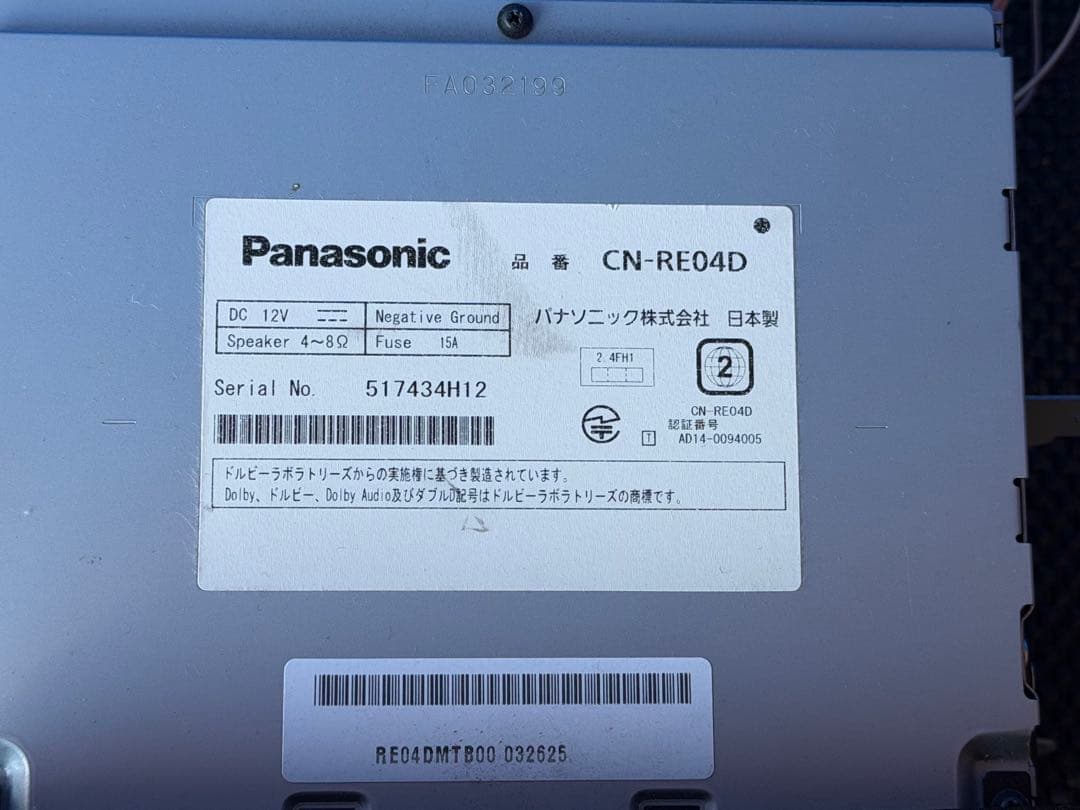 FA032199
Panasonic 品番 CN-RE04D
DC 12V Negative Ground
Speaker 4～8Ω Fuse 15A
パナソニック株式会社 日本製
2.4FH1
2
Serial No. 517434H12
CN-RE04D
認証番号
T AD14-0094005
ドルビーラボラトリーズからの実施権に基づき製造されています。
Dolby、ドルビー、Dolby Audio及びダブルD記号はドルビーラボラトリーズの商標です。
RE04DMTB00 032625